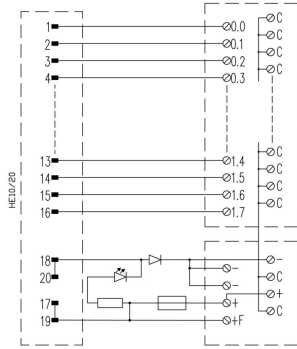 1 0.0 C
2 0.1 C
3 0.2 C
4 0.3 C
13 1.4 C
14 1.5 C
15 1.6 C
16 1.7 C
HE10/20
18 -
20 - C
- +
17 + C
19 +F